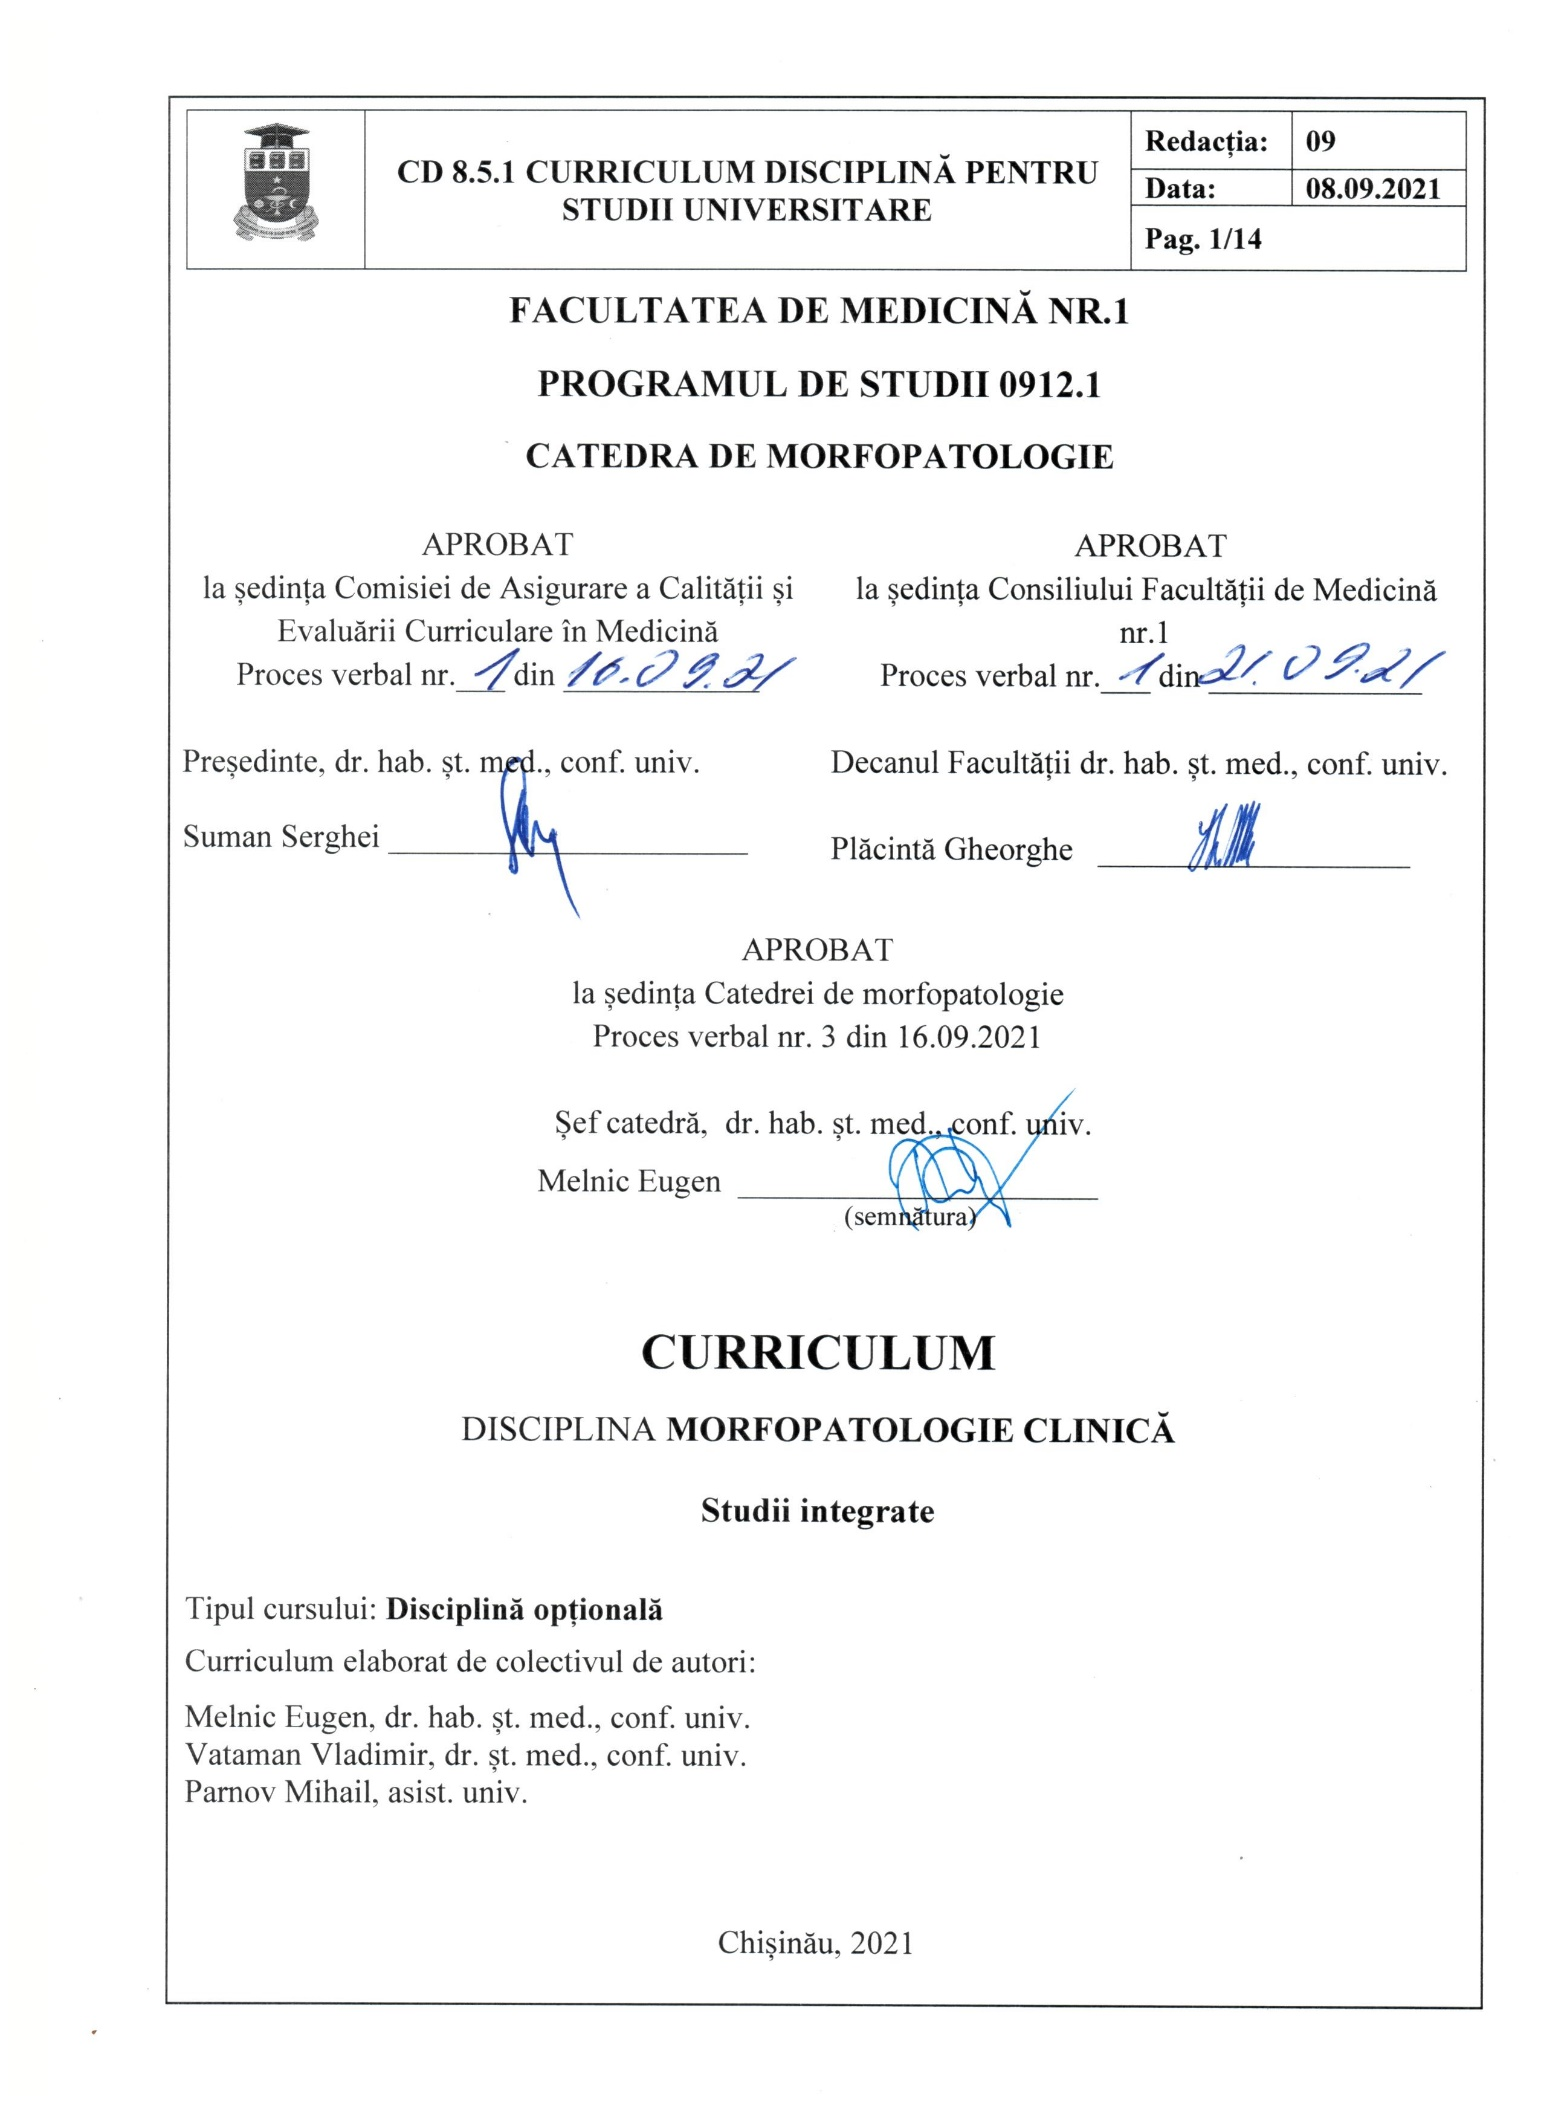 CD 8.5.1 CURRICULUM DISCIPLINĂ PENTRU
STUDII UNIVERSITARE
Redacția: 09
Data: 08.09.2021
Pag. 1/14
FACULTATEA DE MEDICINĂ NR.1
PROGRAMUL DE STUDII 0912.1
CATEDRA DE MORFOPATOLOGIE
APROBAT
la ședința Comisiei de Asigurare a Calității și
Evaluării Curriculare în Medicină
Proces verbal nr. 1 din 16.09.21
Președinte, dr. hab. șt. med., conf. univ.
Suman Serghei
APROBAT
la ședința Consiliului Facultății de Medicină
nr.1
Proces verbal nr. 1 din 21.09.21
Decanul Facultății dr. hab. șt. med., conf. univ.
Plăcintă Gheorghe
APROBAT
la ședința Catedrei de morfopatologie
Proces verbal nr. 3 din 16.09.2021
Șef catedră, dr. hab. șt. med., conf. univ.
Melnic Eugen
(semnătura)
CURRICULUM
DISCIPLINA MORFOPATOLOGIE CLINICĂ
Studii integrate
Tipul cursului: Disciplină opțională
Curriculum elaborat de colectivul de autori:
Melnic Eugen, dr. hab. șt. med., conf. univ.
Vataman Vladimir, dr. șt. med., conf. univ.
Parnov Mihail, asist. univ.
Chișinău, 2021